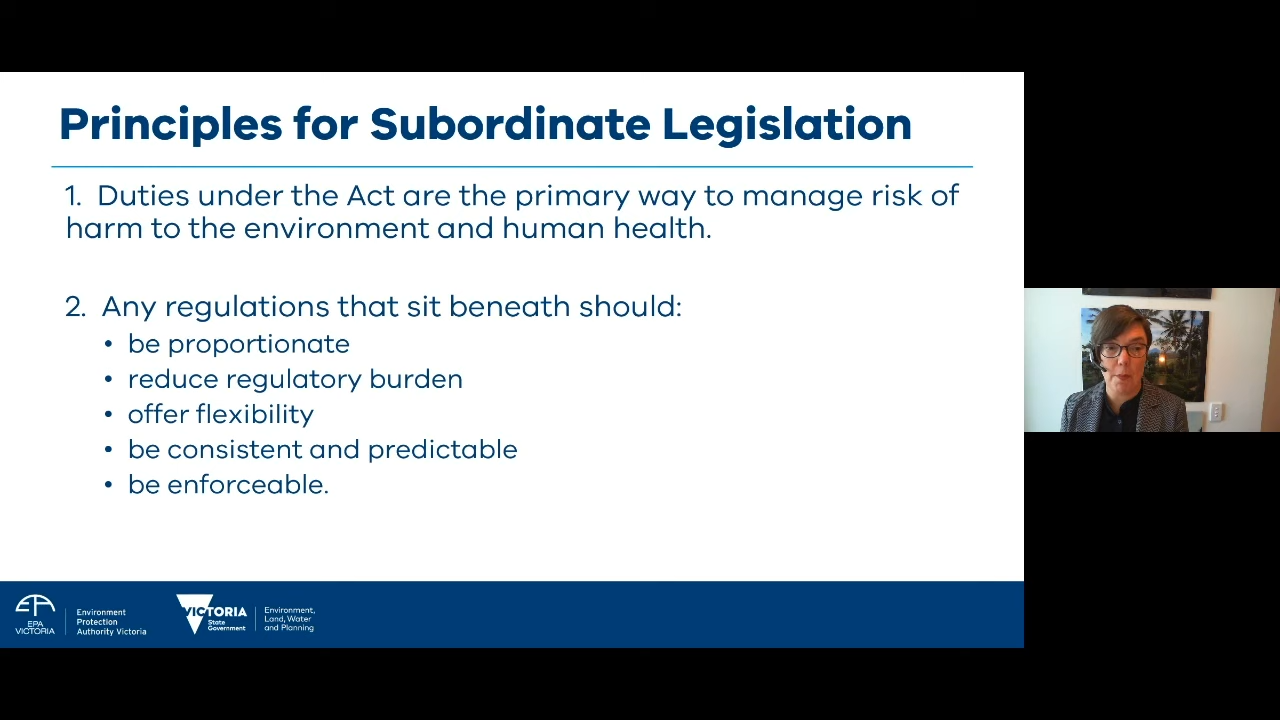 Principles for Subordinate Legislation
1. Duties under the Act are the primary way to manage risk of
harm to the environment and human health.
2. Any regulations that sit beneath should:
• be proportionate
• reduce regulatory burden
• offer flexibility
• be consistent and predictable
• be enforceable.
EPA
VICTORIA
Environment
Protection
Authority Victoria
VICTORIA
State
Government
Environment,
Land, Water
and Planning